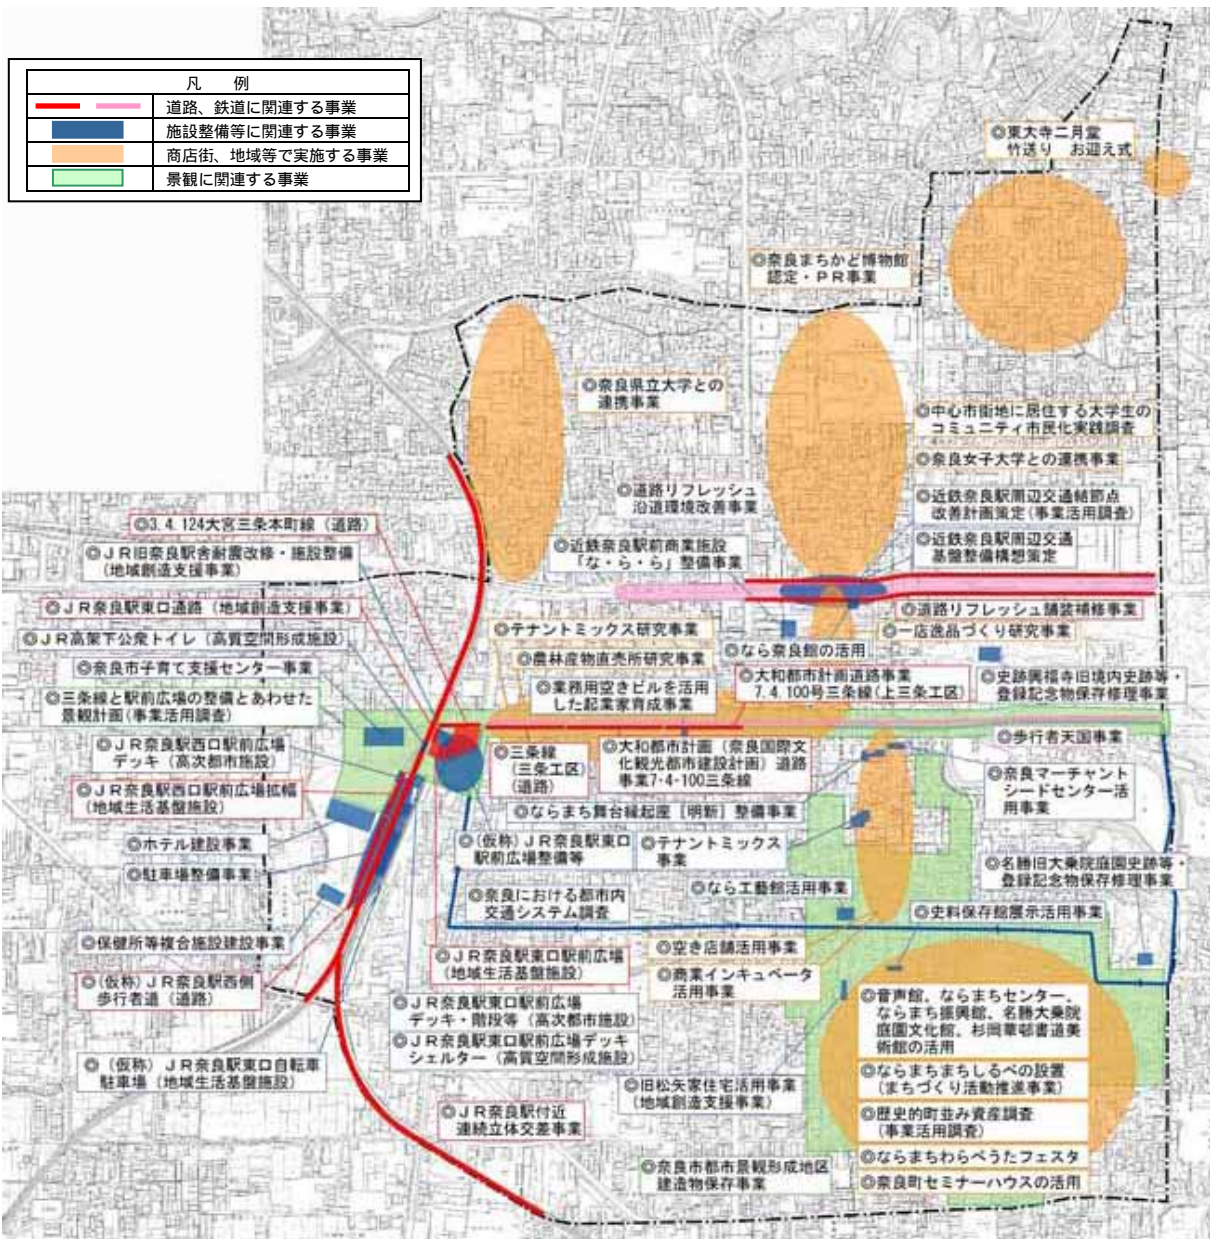 凡　例
道路、鉄道に関連する事業
施設整備等に関連する事業
商店街、地域等で実施する事業
景観に関連する事業
◎東大寺二月堂
竹送り　お迎え式
◎奈良まちかど博物館
認定・ＰＲ事業
◎奈良県立大学との
連携事業
◎中心市街地に居住する大学生の
コミュニティ市民化実践調査
◎奈良女子大学との連携事業
◎道路リフレッシュ
沿道環境改善事業
◎近鉄奈良駅周辺交通結節点
改善計画策定(事業活用調査)
◎近鉄奈良駅周辺交通
基盤整備構想策定
◎近鉄奈良駅前商業施設
「な・ら・ら」整備事業
◎3.4.124大宮三条本町線（道路）
◎ＪＲ旧奈良駅舎耐震改修・施設整備
（地域創造支援事業）
◎ＪＲ奈良駅東口通路（地域創造支援事業）
◎ＪＲ高架下公衆トイレ（高質空間形成施設）
◎奈良市子育て支援センター事業
◎三条線と駅前広場の整備とあわせた
景観計画(事業活用調査)
◎ＪＲ奈良駅西口駅前広場
デッキ（高次都市施設）
◎ＪＲ奈良駅西口駅前広場拡幅
（地域生活基盤施設）
◎ホテル建設事業
◎駐車場整備事業
◎保健所等複合施設建設事業
◎(仮称)ＪＲ奈良駅西側
歩行者道（道路）
◎（仮称）ＪＲ奈良駅東口自転車
駐車場（地域生活基盤施設）
◎道路リフレッシュ舗装補修事業
◎テナントミックス研究事業
◎一店逸品づくり研究事業
◎なら奈良館の活用
◎農林産物直売所研究事業
◎業務用空きビルを活用
した起業家育成事業
◎大和都市計画道路事業
7.4.100号三条線(上三条工区)
◎史跡興福寺旧境内史跡等・
登録記念物保存修理事業
◎三条線
（三条工区）
（道路）
◎大和都市計画（奈良国際文
化観光都市建設計画）道路
事業7・4・100三条線
◎歩行者天国事業
◎奈良マーチャント
シードセンター活
用事業
◎ならまち舞台縁起座［明新］整備事業
◎(仮称)ＪＲ奈良駅東口
駅前広場整備等
◎テナントミックス
事業
◎名勝旧大乗院庭園史跡等・
登録記念物保存修理事業
◎奈良における都市内
交通システム調査
◎なら工藝館活用事業
◎史料保存館展示活用事業
◎ＪＲ奈良駅東口駅前広場
(地域生活基盤施設)
◎空き店舗活用事業
◎商業インキュベータ
活用事業
◎ＪＲ奈良駅東口駅前広場
デッキ・階段等（高次都市施設）
◎ＪＲ奈良駅東口駅前広場デッキ
シェルター（高質空間形成施設）
◎音声館、ならまちセンター、
ならまち振興館、名勝大乗院
庭園文化館、杉岡華邨書道美
術館の活用
◎ならまちまちしるべの設置
（まちづくり活動推進事業）
◎歴史的町並み資産調査
（事業活用調査）
◎ならまちわらべうたフェスタ
◎奈良町セミナーハウスの活用
◎旧松矢家住宅活用事業
(地域創造支援事業)
◎ＪＲ奈良駅付近
連続立体交差事業
◎奈良市都市景観形成地区
建造物保存事業